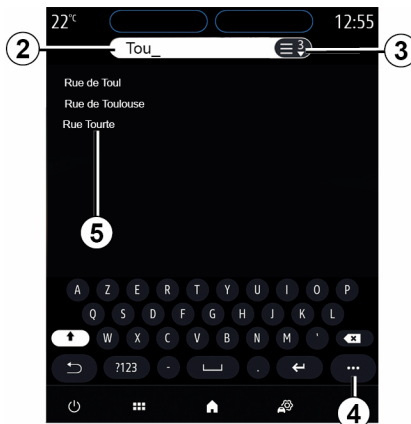 22°C 12:55
2 Tou_ 3 3
Rue de Toul
Rue de Toulouse
Rue Tourte
5
A Z E R T Y U I O P
Q S D F G H J K L
W X C V B N M '
?123 - .
4